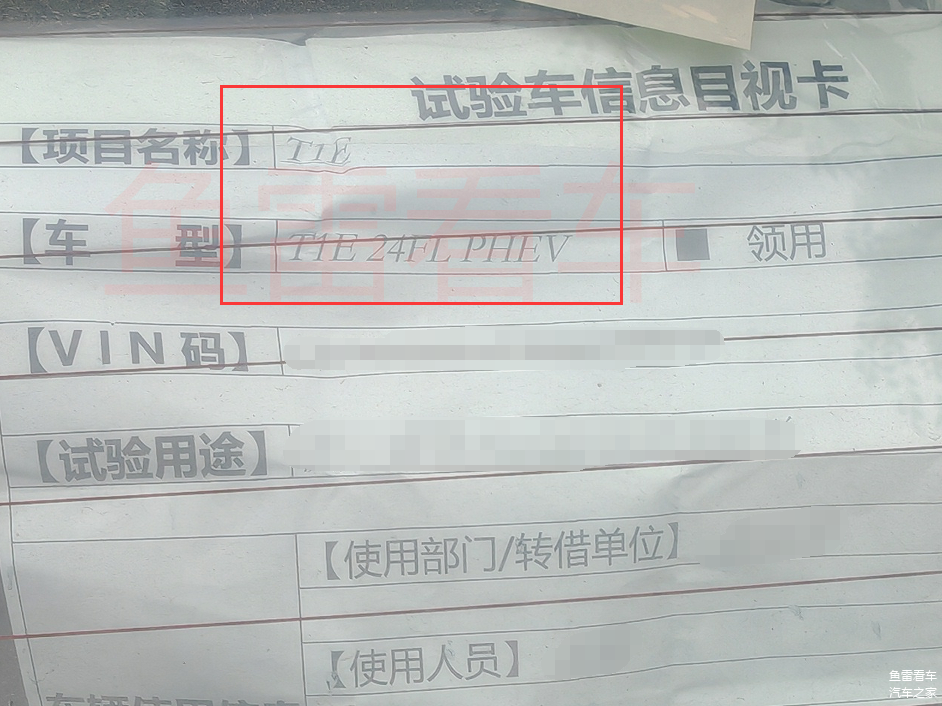 试验车信息目视卡
【项目名称】 T1E
鱼雷看车
【车 型】 T1E 24FL PHEV ■ 领用
【VIN码】
【试验用途】
【使用部门/转借单位】
【使用人员】
鱼雷看车
汽车之家